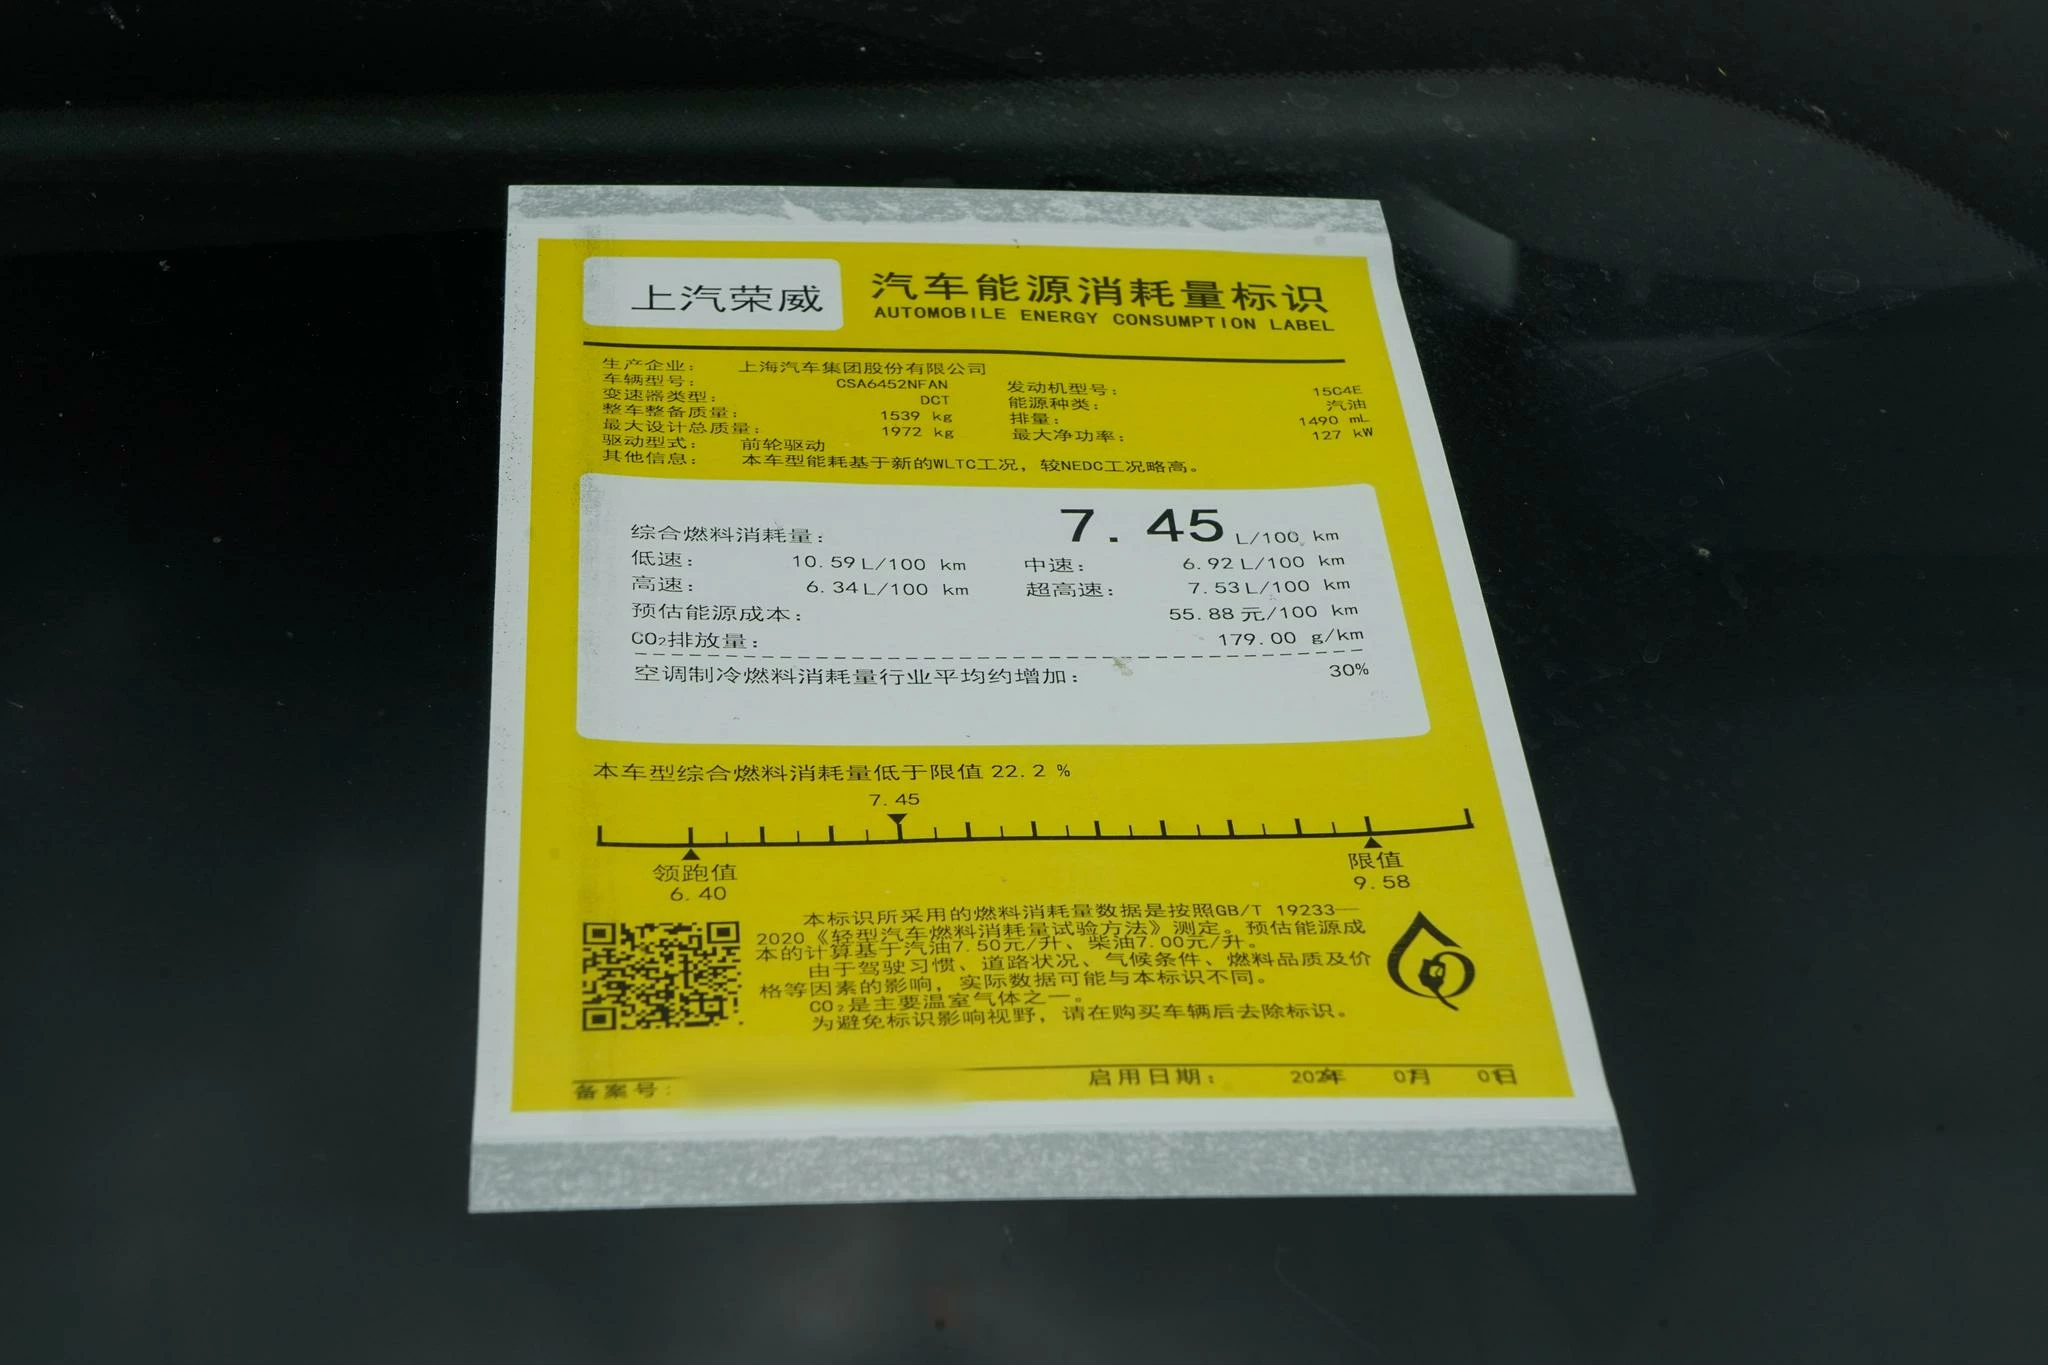 上汽荣威
汽车能源消耗量标识
AUTOMOBILE ENERGY CONSUMPTION LABEL
生产企业： 上海汽车集团股份有限公司
车辆型号： CSA6452NFAN 发动机型号： 15C4E
变速器类型： DCT 能源种类： 汽油
整车整备质量： 1539 kg 排量： 1490 mL
最大设计总质量： 1972 kg 最大净功率： 127 kW
驱动型式： 前轮驱动
其他信息： 本车型能耗基于新的WLTC工况，较NEDC工况略高。
综合燃料消耗量： 7.45 L/100 km
低速： 10.59 L/100 km 中速： 6.92 L/100 km
高速： 6.34 L/100 km 超高速： 7.53 L/100 km
预估能源成本： 55.88 元/100 km
CO₂排放量： 179.00 g/km
空调制冷燃料消耗量行业平均约增加： 30%
本车型综合燃料消耗量低于限值 22.2 %
7.45
领跑值
6.40
限值
9.58
本标识所采用的燃料消耗量数据是按照GB/T 19233—
2020《轻型汽车燃料消耗量试验方法》测定。预估能源成
本的计算基于汽油7.50元/升、柴油7.00元/升。
由于驾驶习惯、道路状况、气候条件、燃料品质及价
格等因素的影响，实际数据可能与本标识不同。
CO₂是主要温室气体之一。
为避免标识影响视野，请在购买车辆后去除标识。
备案号：
启用日期： 年 07月 01日